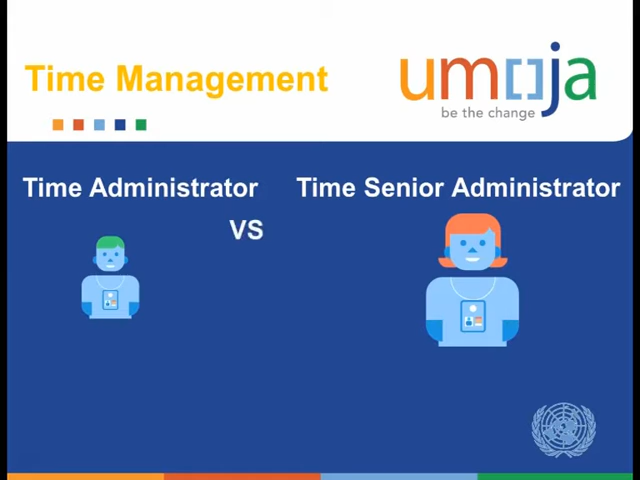 Time Management
umoja
be the change
Time Administrator
Time Senior Administrator
VS